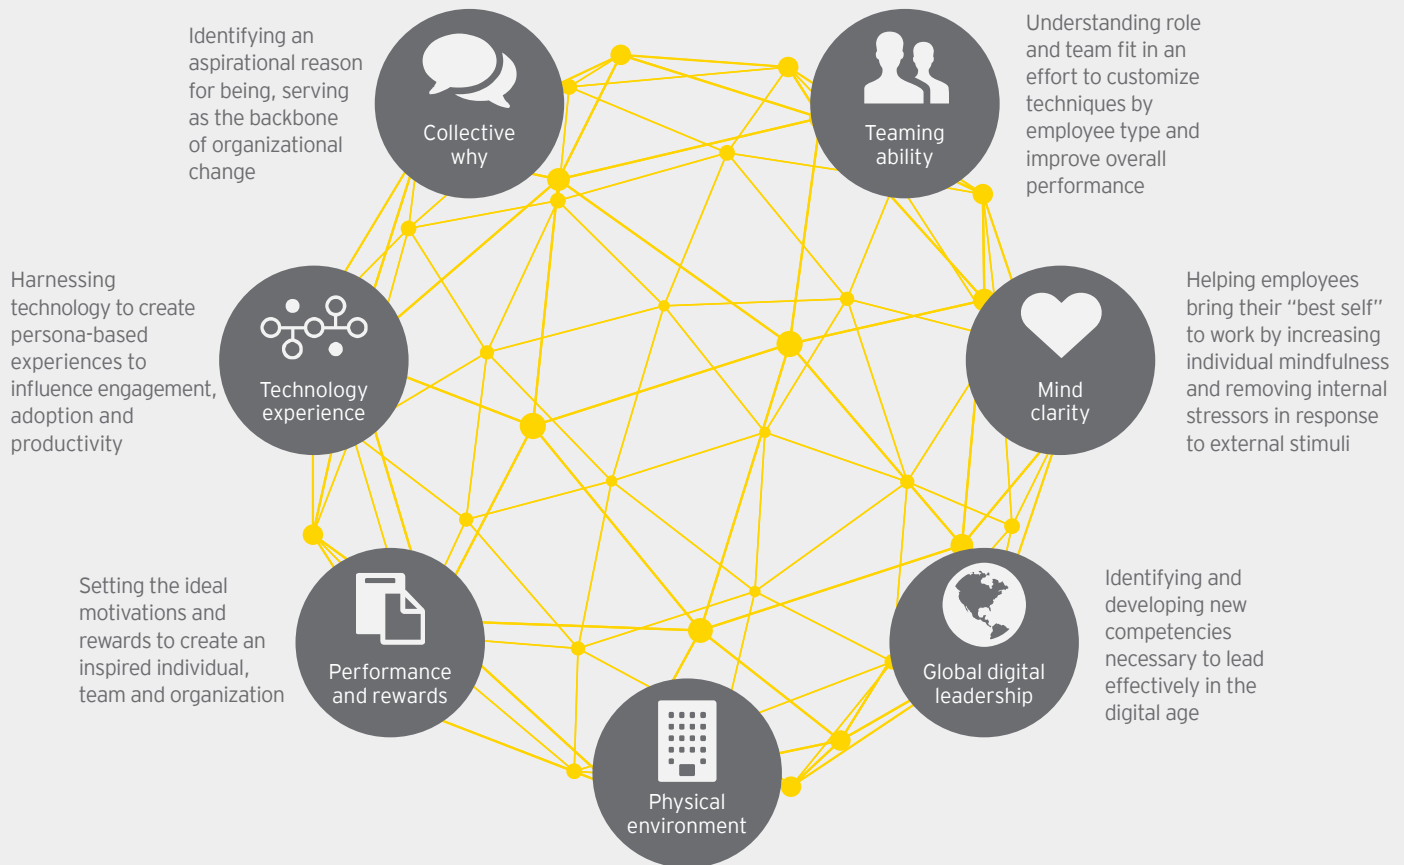 Identifying an
aspirational reason
for being, serving
as the backbone
of organizational
change
Collective
why
Teaming
ability
Understanding role
and team fit in an
effort to customize
techniques by
employee type and
improve overall
performance
Harnessing
technology to create
persona-based
experiences to
influence engagement,
adoption and
productivity
Technology
experience
Mind
clarity
Helping employees
bring their “best self”
to work by increasing
individual mindfulness
and removing internal
stressors in response
to external stimuli
Setting the ideal
motivations and
rewards to create an
inspired individual,
team and organization
Performance
and rewards
Global digital
leadership
Identifying and
developing new
competencies
necessary to lead
effectively in the
digital age
Physical
environment